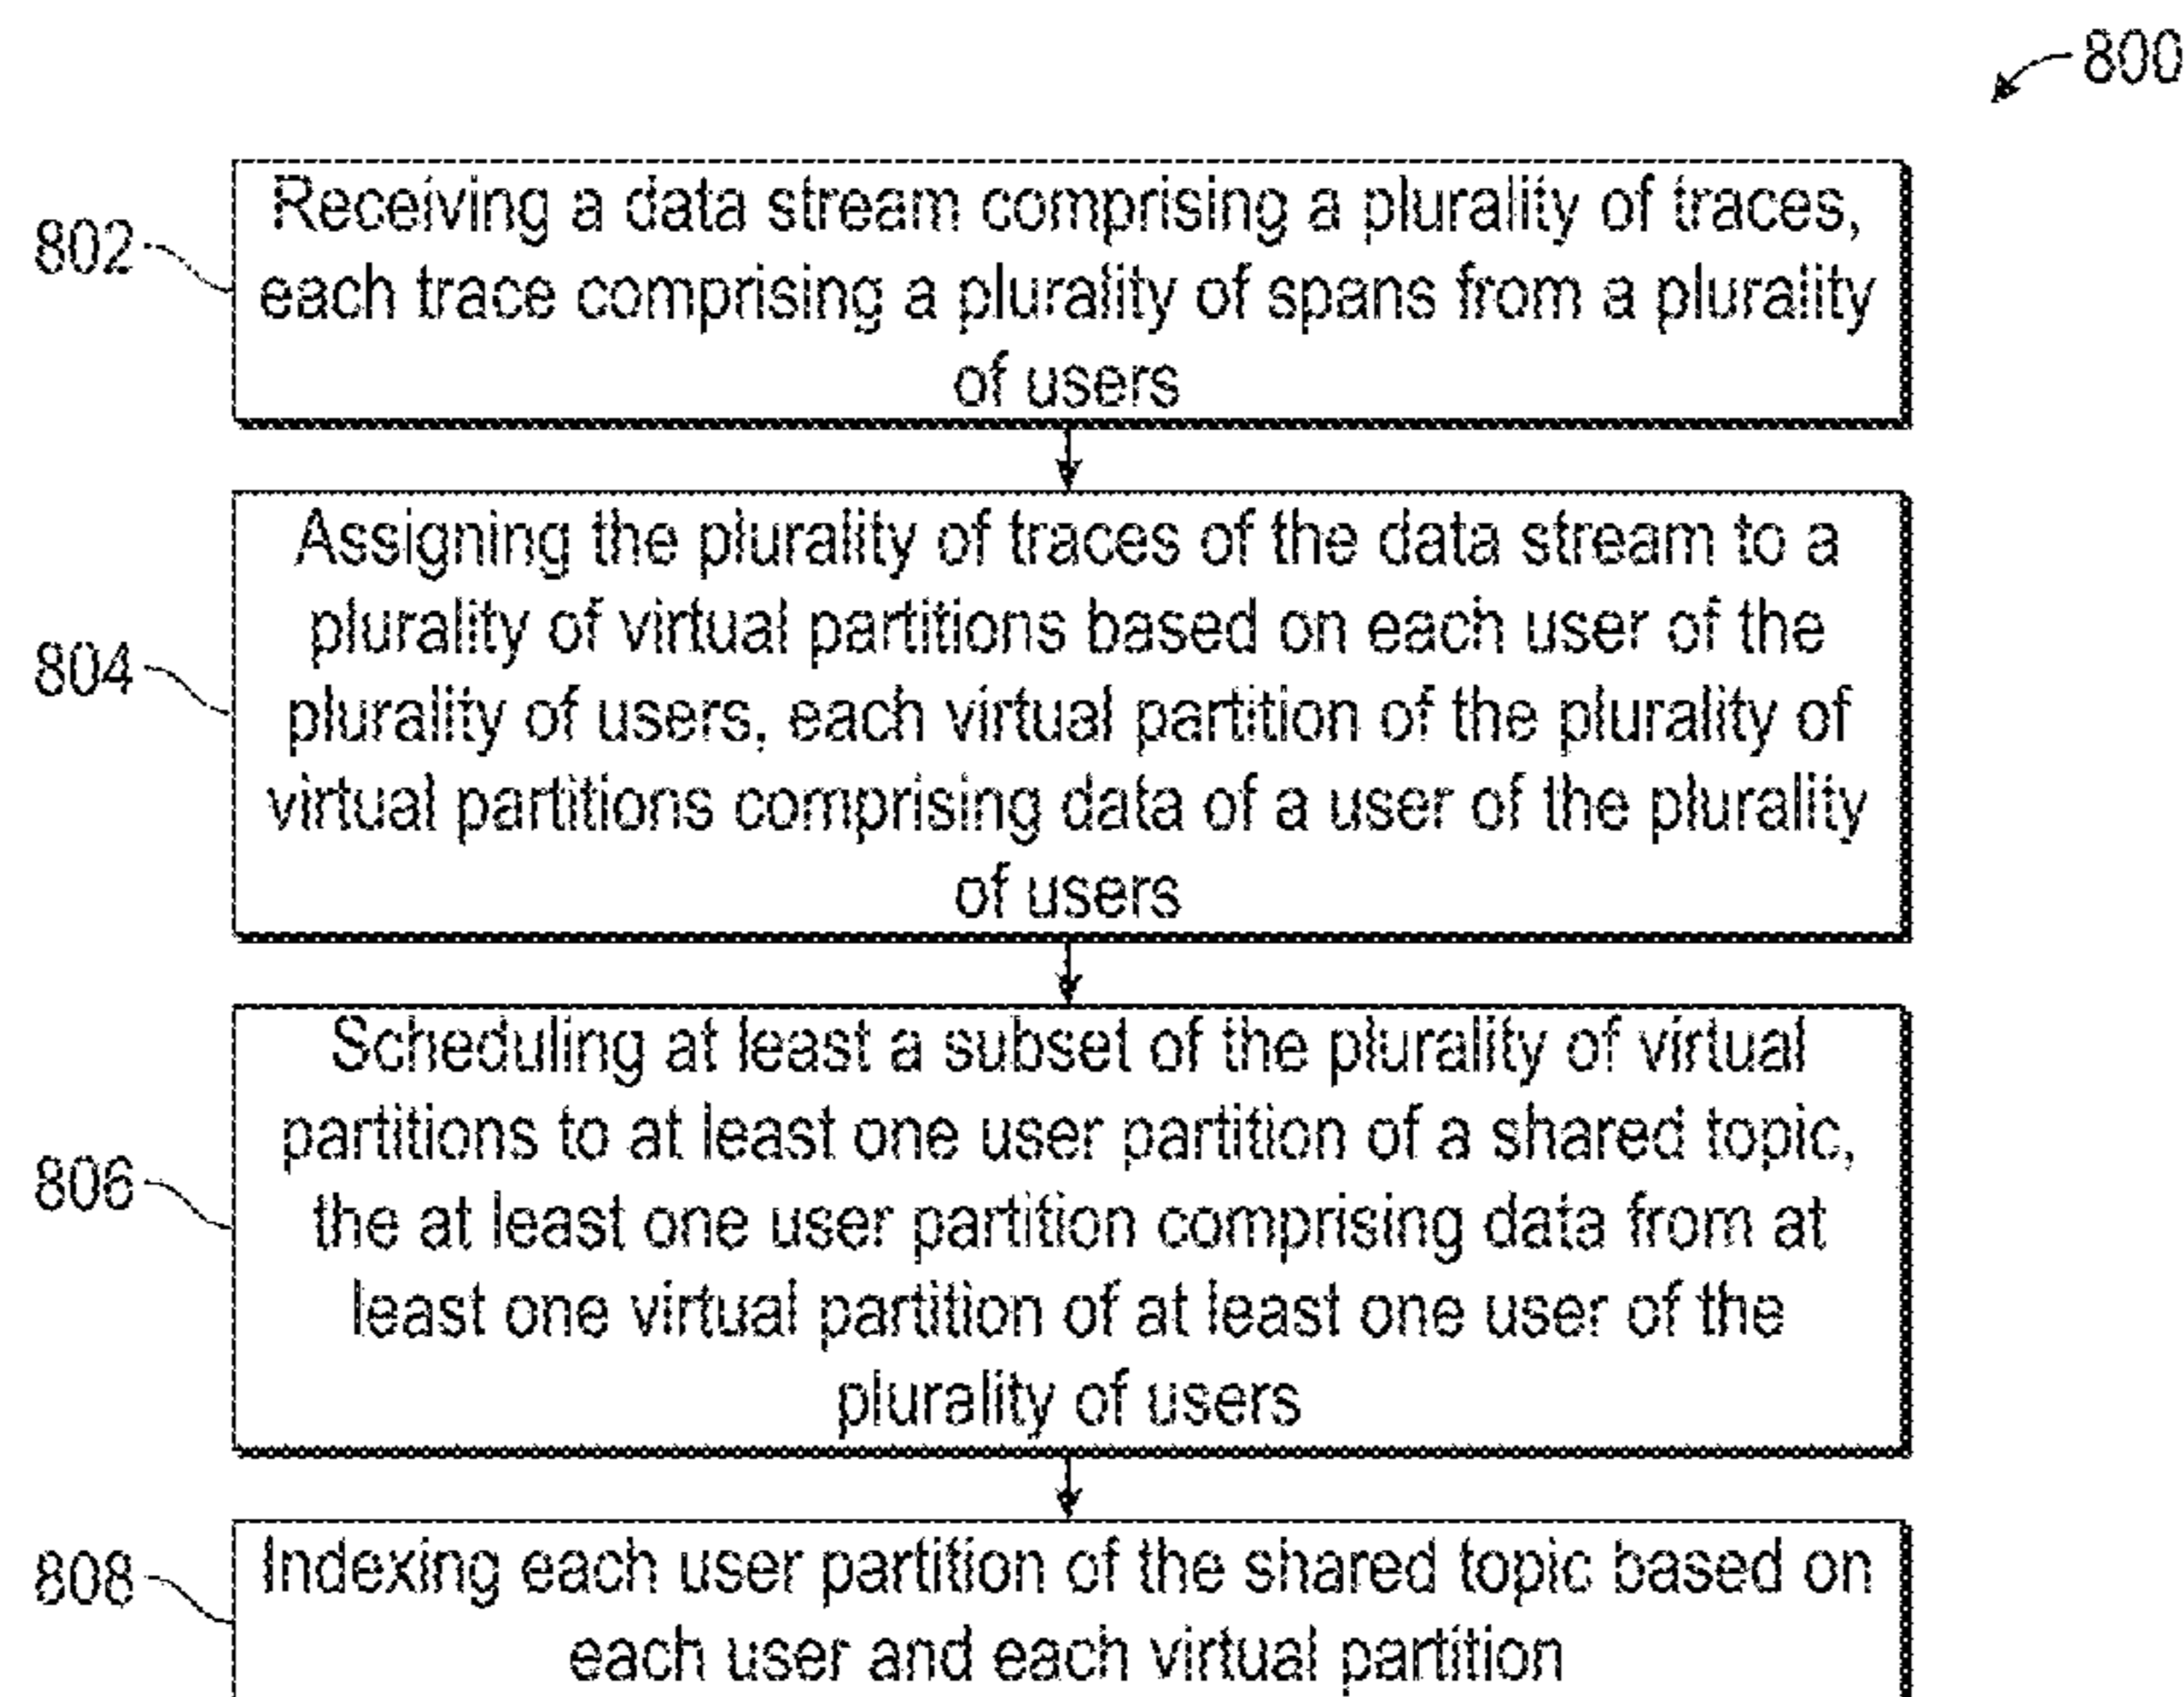 800
802
Receiving a data stream comprising a plurality of traces,
each trace comprising a plurality of spans from a plurality
of users
804
Assigning the plurality of traces of the data stream to a
plurality of virtual partitions based on each user of the
plurality of users, each virtual partition of the plurality of
virtual partitions comprising data of a user of the plurality
of users
806
Scheduling at least a subset of the plurality of virtual
partitions to at least one user partition of a shared topic,
the at least one user partition comprising data from at
least one virtual partition of at least one user of the
plurality of users
808
Indexing each user partition of the shared topic based on
each user and each virtual partition